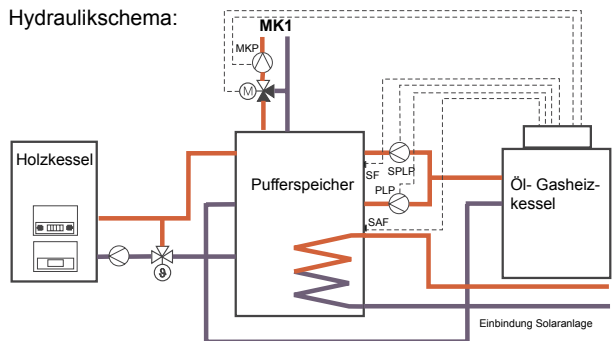 Hydraulikschema:
MK1
MKP
M
Holzkessel
Pufferspeicher
SF
SPLP
PLP
SAF
Öl- Gasheiz-
kessel
ϑ
Einbindung Solaranlage